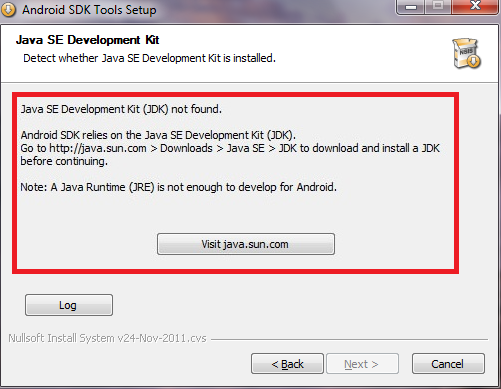 Android SDK Tools Setup
Java SE Development Kit
Detect whether Java SE Development Kit is installed.
Java SE Development Kit (JDK) not found.
Android SDK relies on the Java SE Development Kit (JDK).
Go to http://java.sun.com > Downloads > Java SE > JDK to download and install a JDK
before continuing.
Note: A Java Runtime (JRE) is not enough to develop for Android.
Visit java.sun.com
Log
Nullsoft Install System v24-Nov-2011.cvs
< Back
Next >
Cancel